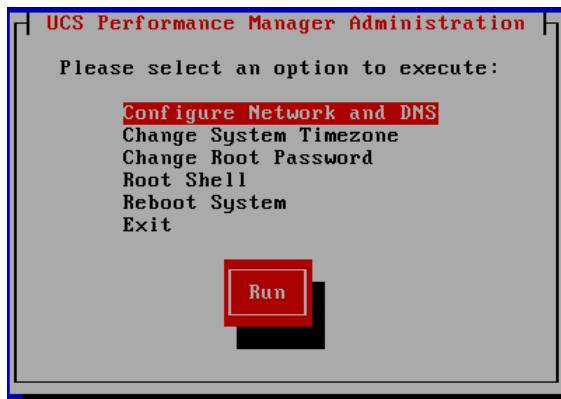 UCS Performance Manager Administration
Please select an option to execute:
Configure Network and DNS
Change System Timezone
Change Root Password
Root Shell
Reboot System
Exit
Run